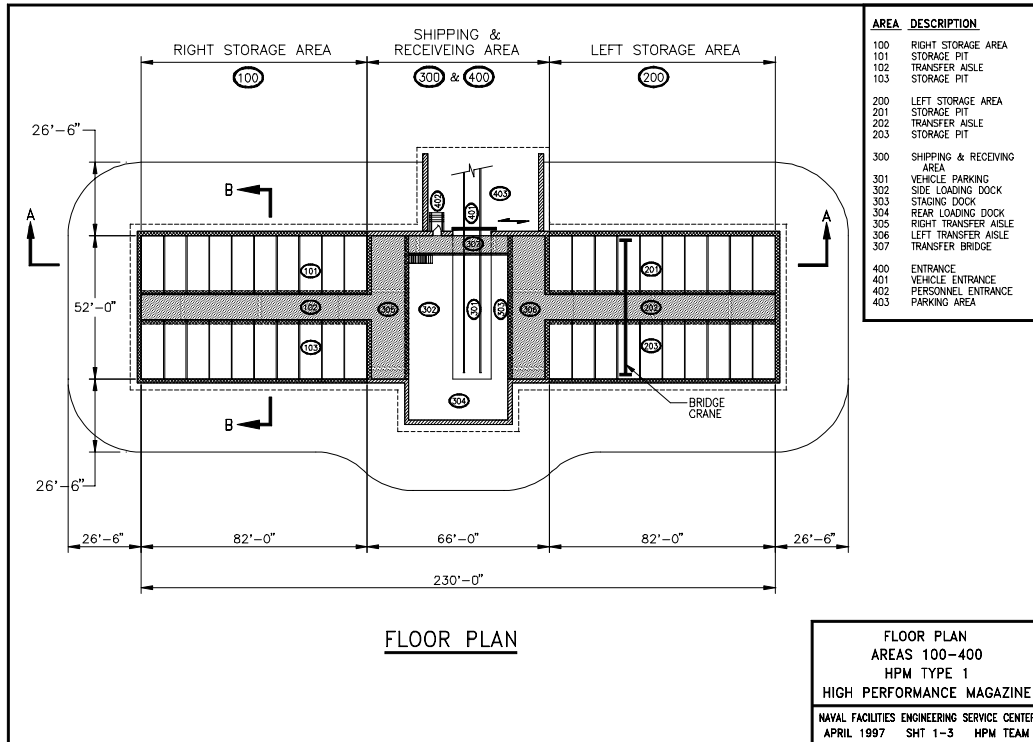 RIGHT STORAGE AREA
100
SHIPPING &
RECEIVEING AREA
300 & 400
LEFT STORAGE AREA
200
26'-6"
B
A
A
402
401
403
307
101
201
52'-0"
102
305
302
301
303
306
202
103
203
304
B
BRIDGE
CRANE
26'-6"
26'-6"
82'-0"
66'-0"
82'-0"
26'-6"
230'-0"
FLOOR PLAN
AREA DESCRIPTION
100 RIGHT STORAGE AREA
101 STORAGE PIT
102 TRANSFER AISLE
103 STORAGE PIT
200 LEFT STORAGE AREA
201 STORAGE PIT
202 TRANSFER AISLE
203 STORAGE PIT
300 SHIPPING & RECEIVING
AREA
301 VEHICLE PARKING
302 SIDE LOADING DOCK
303 STAGING DOCK
304 REAR LOADING DOCK
305 RIGHT TRANSFER AISLE
306 LEFT TRANSFER AISLE
307 TRANSFER BRIDGE
400 ENTRANCE
401 VEHICLE ENTRANCE
402 PERSONNEL ENTRANCE
403 PARKING AREA
FLOOR PLAN
AREAS 100-400
HPM TYPE 1
HIGH PERFORMANCE MAGAZINE
NAVAL FACILITIES ENGINEERING SERVICE CENTER
APRIL 1997 SHT 1-3 HPM TEAM